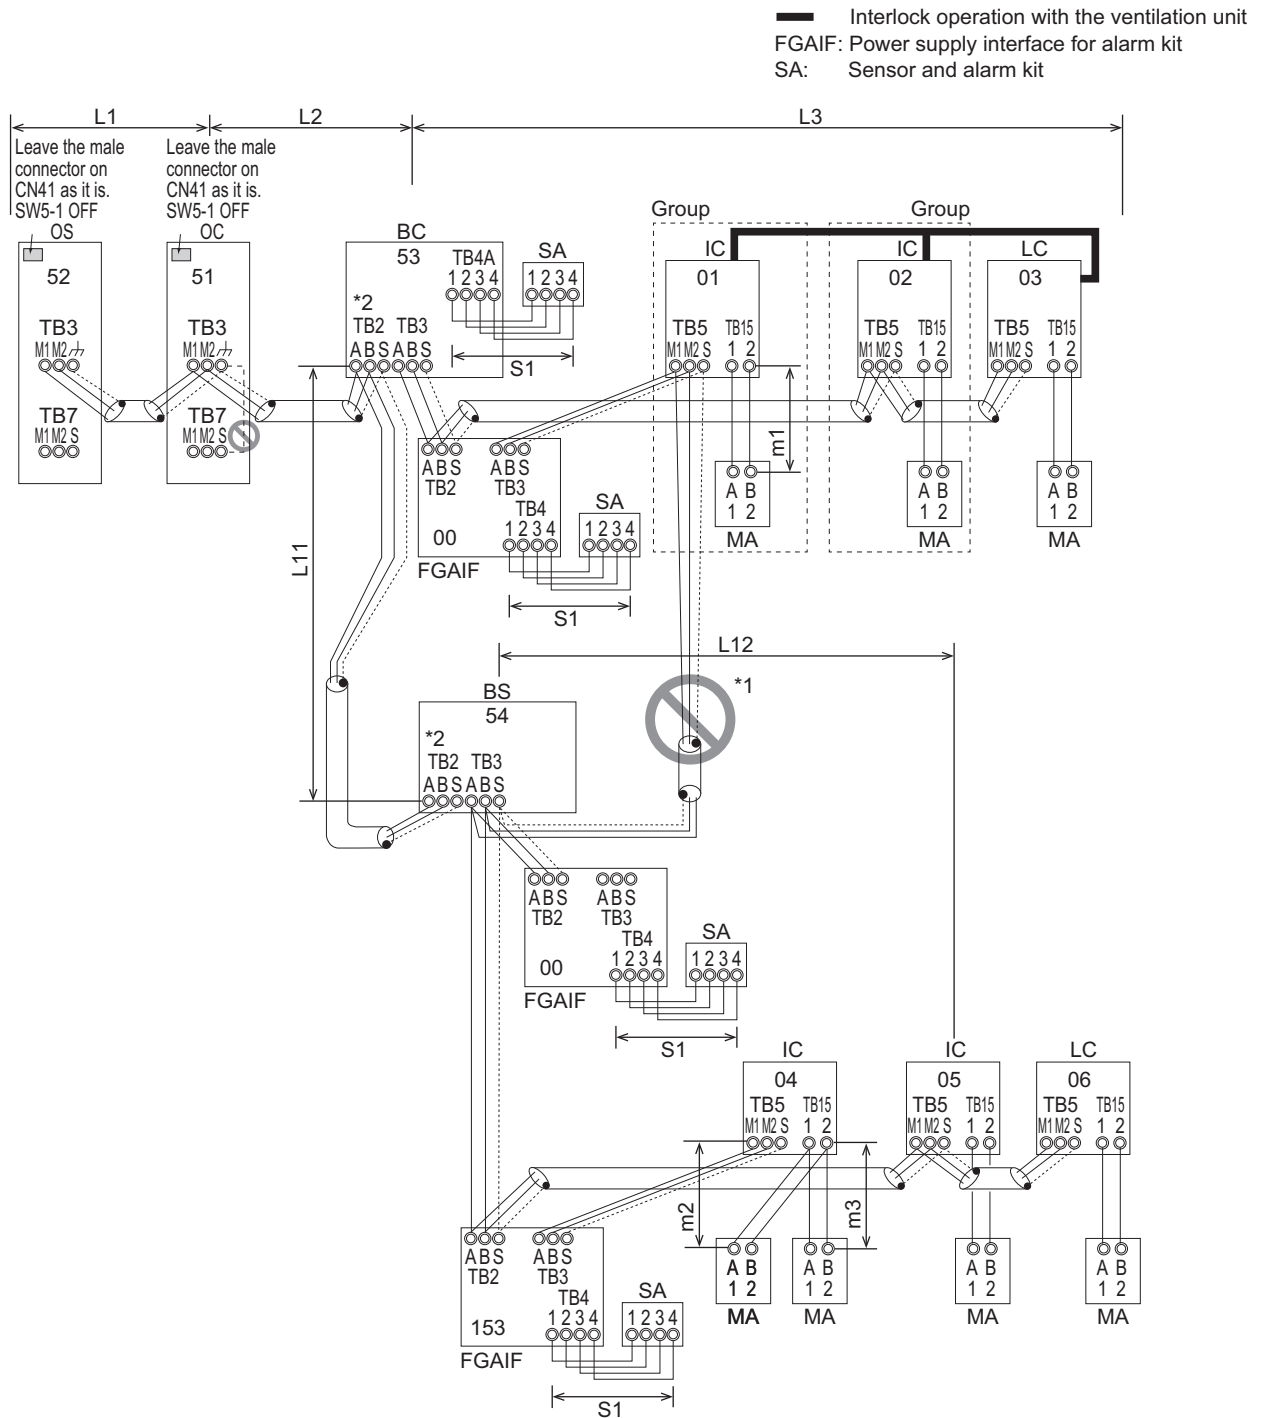 Interlock operation with the ventilation unit
FGAIF: Power supply interface for alarm kit
SA: Sensor and alarm kit
L1 L2 L3
Leave the male
connector on
CN41 as it is.
SW5-1 OFF
OS
52
TB3
M1 M2
TB7
M1 M2 S
Leave the male
connector on
CN41 as it is.
SW5-1 OFF
OC
51
TB3
M1 M2
TB7
M1 M2 S
BC
53
TB4A
1 2 3 4
*2
TB2 TB3
A B S A B S
SA
1 2 3 4
S1
Group
IC
01
TB5 TB15
M1 M2 S 1 2
m1
A B
1 2
MA
Group
IC
02
TB5 TB15
M1 M2 S 1 2
A B
1 2
MA
LC
03
TB5 TB15
M1 M2 S 1 2
A B
1 2
MA
A B S A B S
TB2 TB3
TB4
00 1 2 3 4
FGAIF
SA
1 2 3 4
S1
L11
L12
*1
BS
54
*2
TB2 TB3
A B S A B S
A B S A B S
TB2 TB3
TB4
00 1 2 3 4
FGAIF
SA
1 2 3 4
S1
IC
04
TB5 TB15
M1 M2 S 1 2
IC
05
TB5 TB15
M1 M2 S 1 2
LC
06
TB5 TB15
M1 M2 S 1 2
m2
m3
A B
1 2
MA
A B
1 2
MA
A B
1 2
MA
A B
1 2
MA
A B S A B S
TB2 TB3
TB4
153 1 2 3 4
FGAIF
SA
1 2 3 4
S1